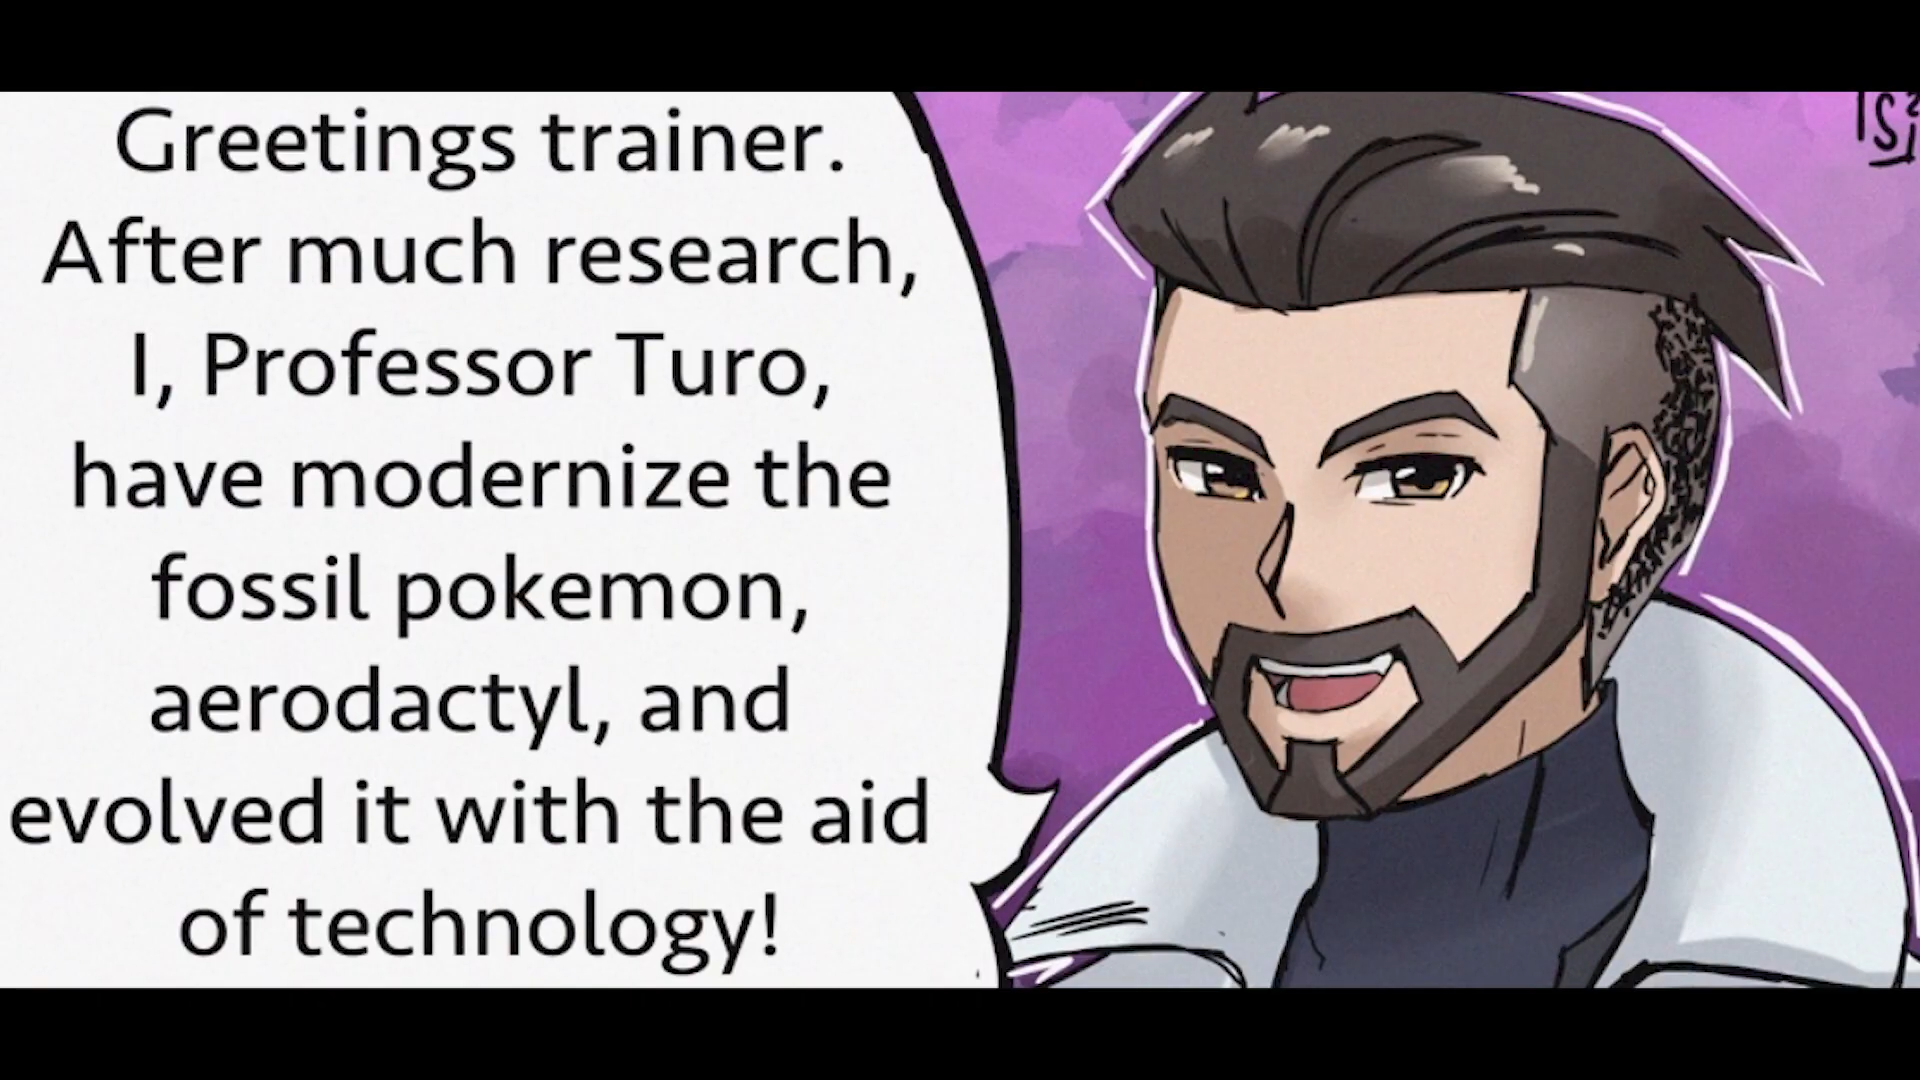 Greetings trainer.
After much research,
I, Professor Turo,
have modernize the
fossil pokemon,
aerodactyl, and
evolved it with the aid
of technology!